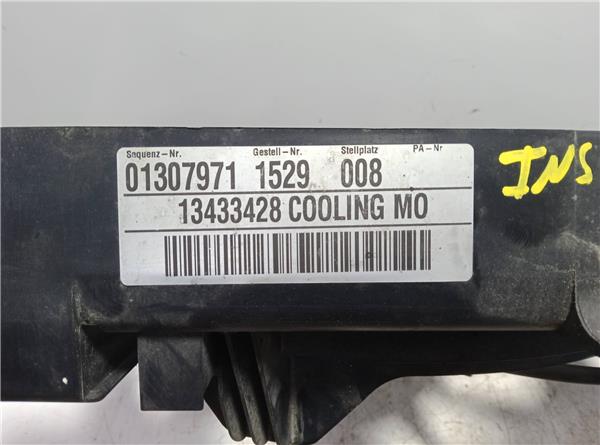 Sequenz-Nr. Gestell-Nr. Stellplatz PA-Nr
01307971 1529 008
13433428 COOLING MO
INS